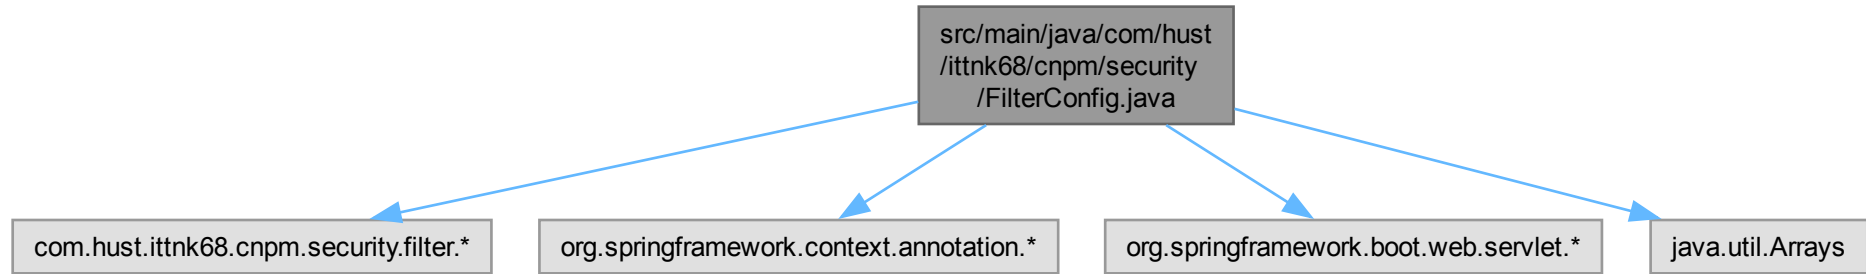 src/main/java/com/hust
/ittnk68/cnpm/security
/FilterConfig.java
com.hust.ittnk68.cnpm.security.filter.*
org.springframework.context.annotation.*
org.springframework.boot.web.servlet.*
java.util.Arrays